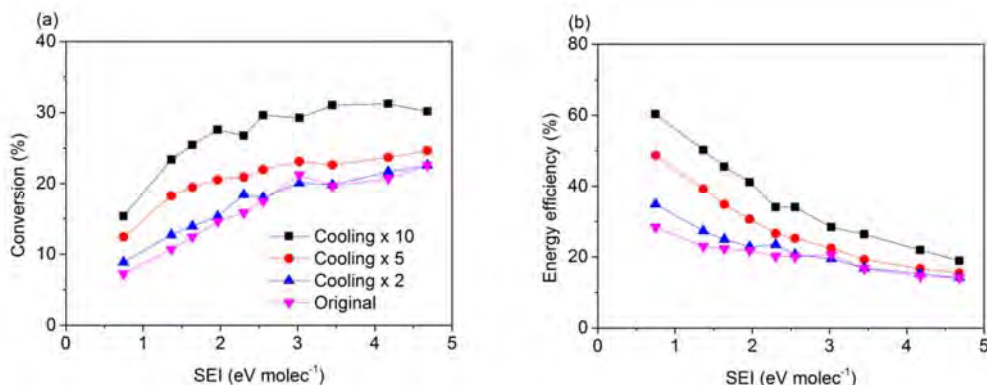 (a)
40
30
20
10
0
Conversion (%)
Cooling x 10
Cooling x 5
Cooling x 2
Original
0 1 2 3 4 5
SEI (eV molec⁻¹)
(b)
80
60
40
20
0
Energy efficiency (%)
0 1 2 3 4 5
SEI (eV molec⁻¹)